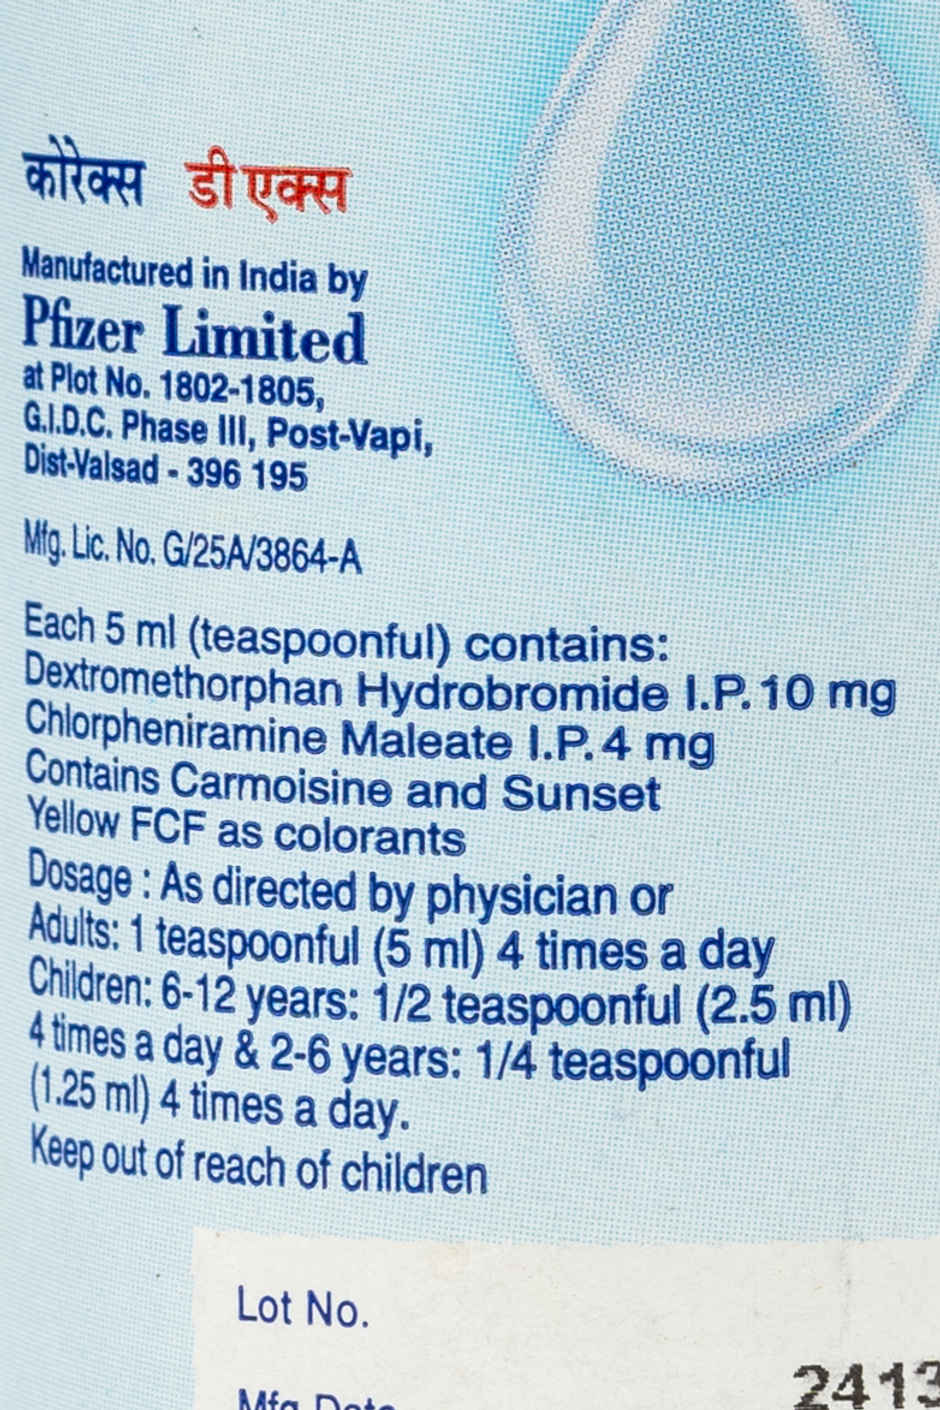 कोरेक्स डी एक्स
Manufactured in India by
Pfizer Limited
at Plot No. 1802-1805,
G.I.D.C. Phase III, Post-Vapi,
Dist-Valsad - 396 195
Mfg. Lic. No. G/25A/3864-A
Each 5 ml (teaspoonful) contains:
Dextromethorphan Hydrobromide I.P. 10 mg
Chlorpheniramine Maleate I.P. 4 mg
Contains Carmoisine and Sunset
Yellow FCF as colorants
Dosage : As directed by physician or
Adults: 1 teaspoonful (5 ml) 4 times a day
Children: 6-12 years: 1/2 teaspoonful (2.5 ml)
4 times a day & 2-6 years: 1/4 teaspoonful
(1.25 ml) 4 times a day.
Keep out of reach of children
Lot No.
2413
Mfg Date